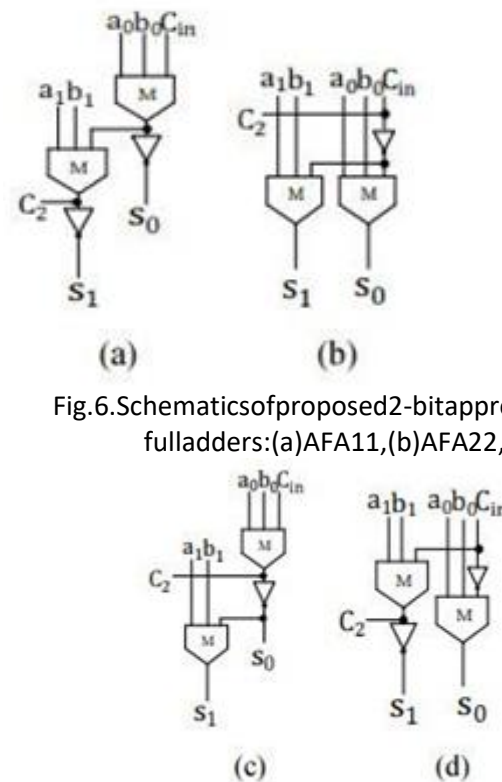 a₀b₀Cᵢₙ
a₁b₁
M
M
C₂
S₀
S₁
(a)
a₁b₁ a₀b₀Cᵢₙ
C₂
M M
S₁ S₀
(b)
Fig.6.Schematicsofproposed2-bitappr
fulladders:(a)AFA11,(b)AFA22,
a₀b₀Cᵢₙ
a₁b₁
M
C₂
M
S₀
S₁
(c)
a₁b₁ a₀b₀Cᵢₙ
M
M
C₂
S₁ S₀
(d)